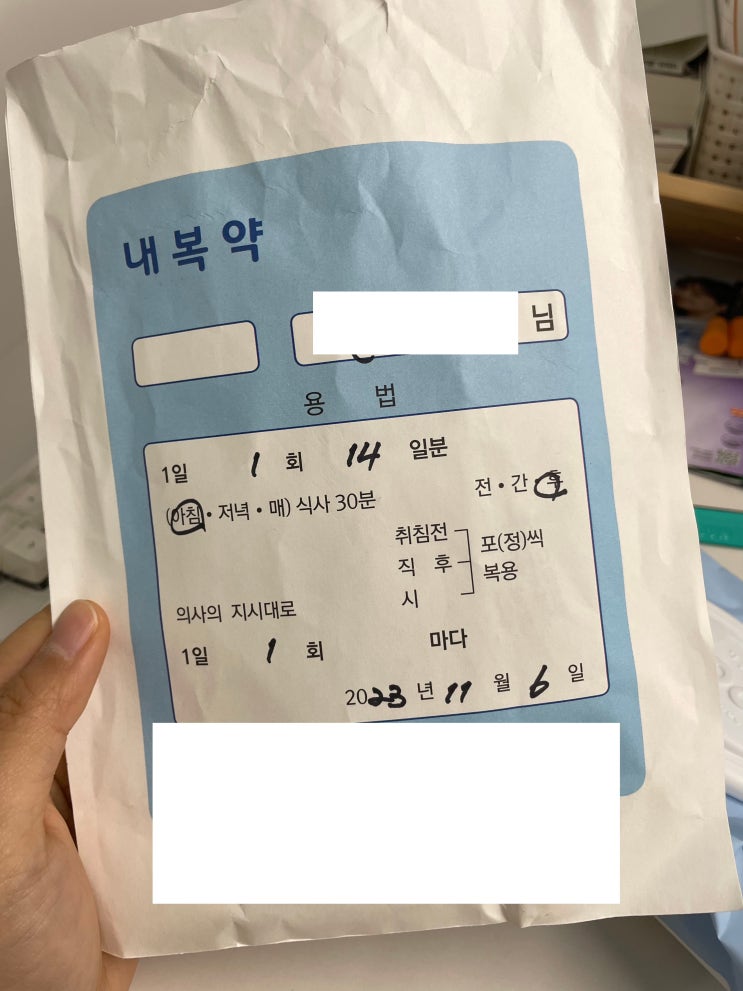 내복약
님
용 법
1일 1 회 14 일분
(아침・저녁・매) 식사 30분 전・간・후
취침전
직 후
시
포(정)씩
복용
의사의 지시대로
1일 1 회 마다
2023 년 11 월 6 일